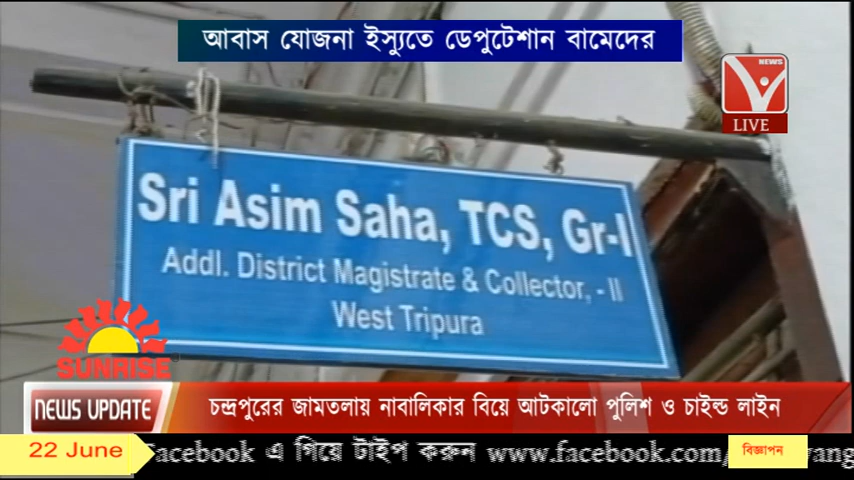 আবাস যোজনা ইস্যুতে ডেপুটেশান বামেদের
NEWS
LIVE
Sri Asim Saha, TCS, Gr-I
Addl. District Magistrate & Collector, - II
West Tripura
SUNRISE
NEWS UPDATE
চন্দ্রপুরের জামতলায় নাবালিকার বিয়ে আটকালো পুলিশ ও চাইল্ড লাইন
22 June
Facebook এ গিয়ে টাইপ করুন www.facebook.com/
বিজ্ঞাপন